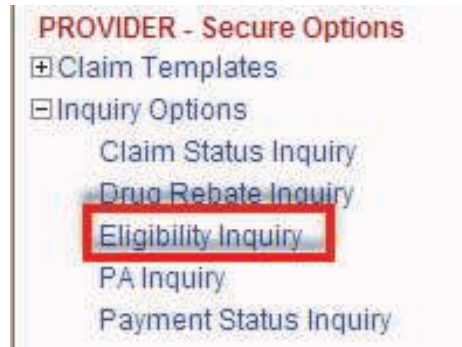 PROVIDER - Secure Options
Claim Templates
Inquiry Options
Claim Status Inquiry
Drug Rebate Inquiry
Eligibility Inquiry
PA Inquiry
Payment Status Inquiry